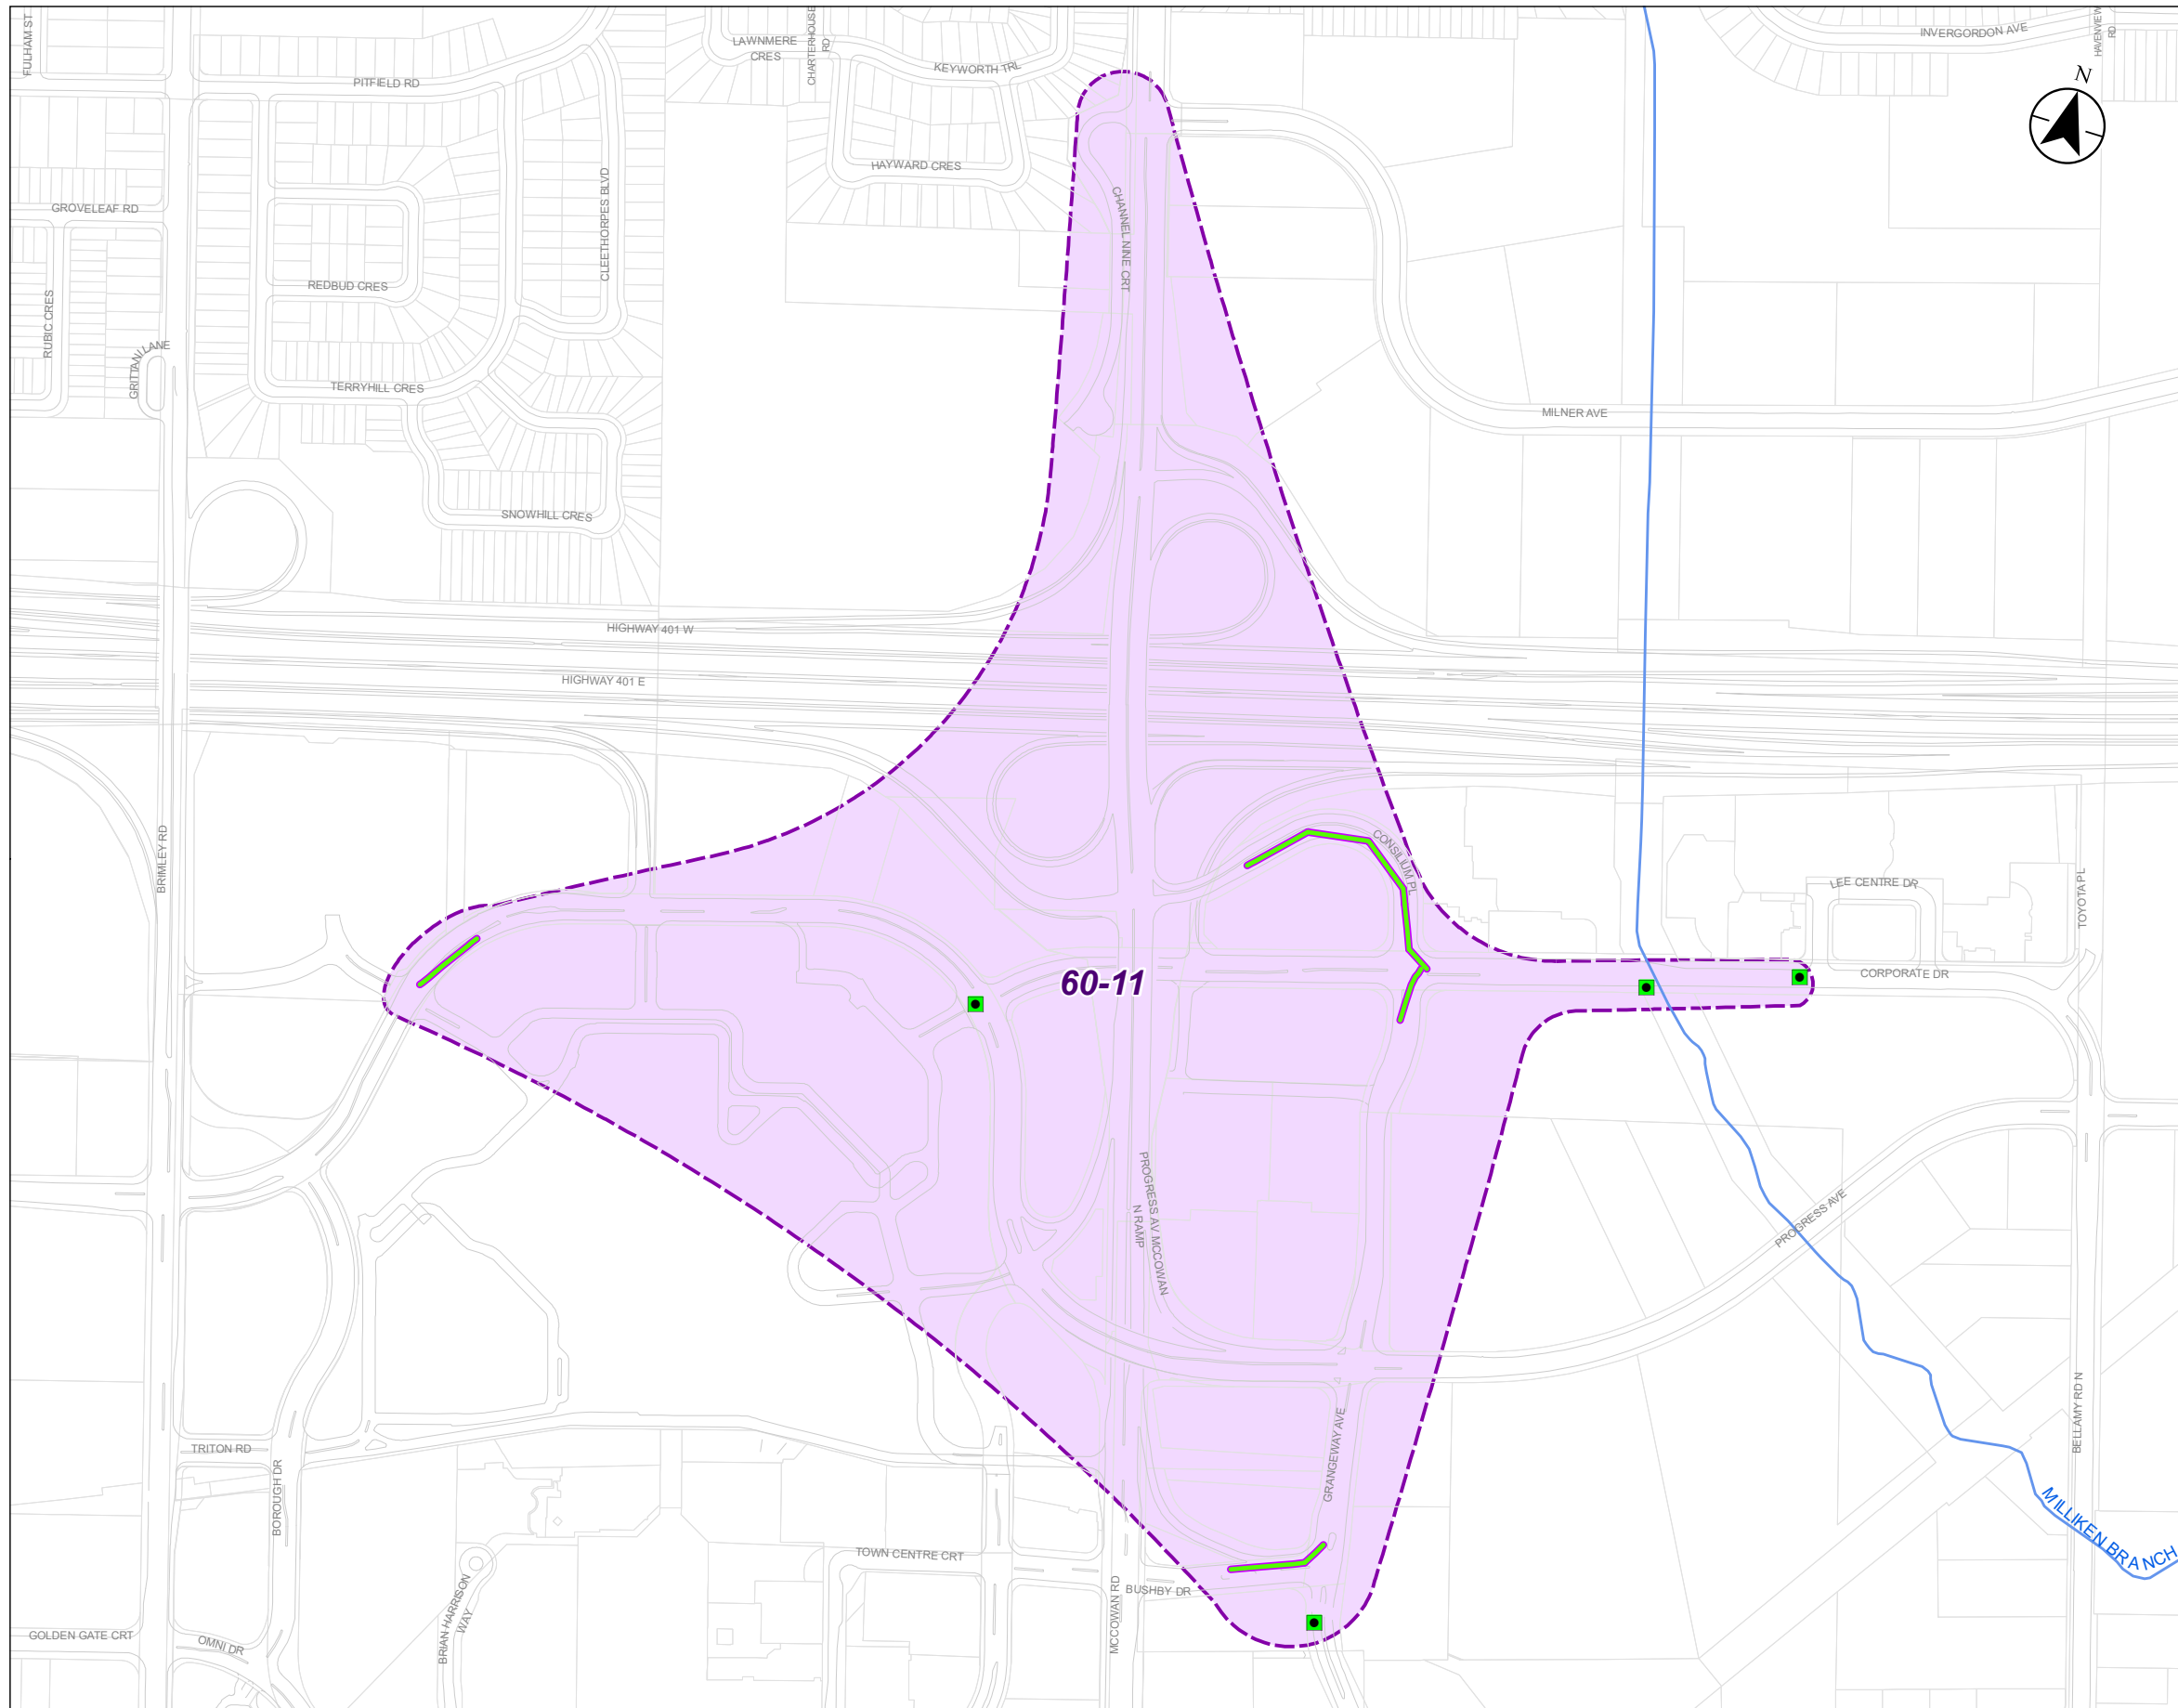 FULHAM ST
PITFIELD RD
LAWNMERE
CRES
CHARTERHOUSE
RD
KEYWORTH TRL
INVERGORDON AVE
HAVENVIEW
RD
N
HAYWARD CRES
CLEETHORPES BLVD
GROVELEAF RD
CHANNEL NINE CRT
REDBUD CRES
RUBIC CRES
GRITTANI LANE
TERRYHILL CRES
MILNER AVE
SNOWHILL CRES
HIGHWAY 401 W
HIGHWAY 401 E
BRIMLEY RD
CONSILIUM PL
LEE CENTRE DR
TOYOTA PL
60-11
CORPORATE DR
PROGRESS AV MCCOWAN
N RAMP
PROGRESS AVE
GRANGEWAY AVE
BELLAMY RD N
TRITON RD
BOROUGH DR
MILLIKEN BRANCH
TOWN CENTRE CRT
BUSHBY DR
MCCOWAN RD
BRIAN HARRISON
WAY
GOLDEN GATE CRT
OMNI DR